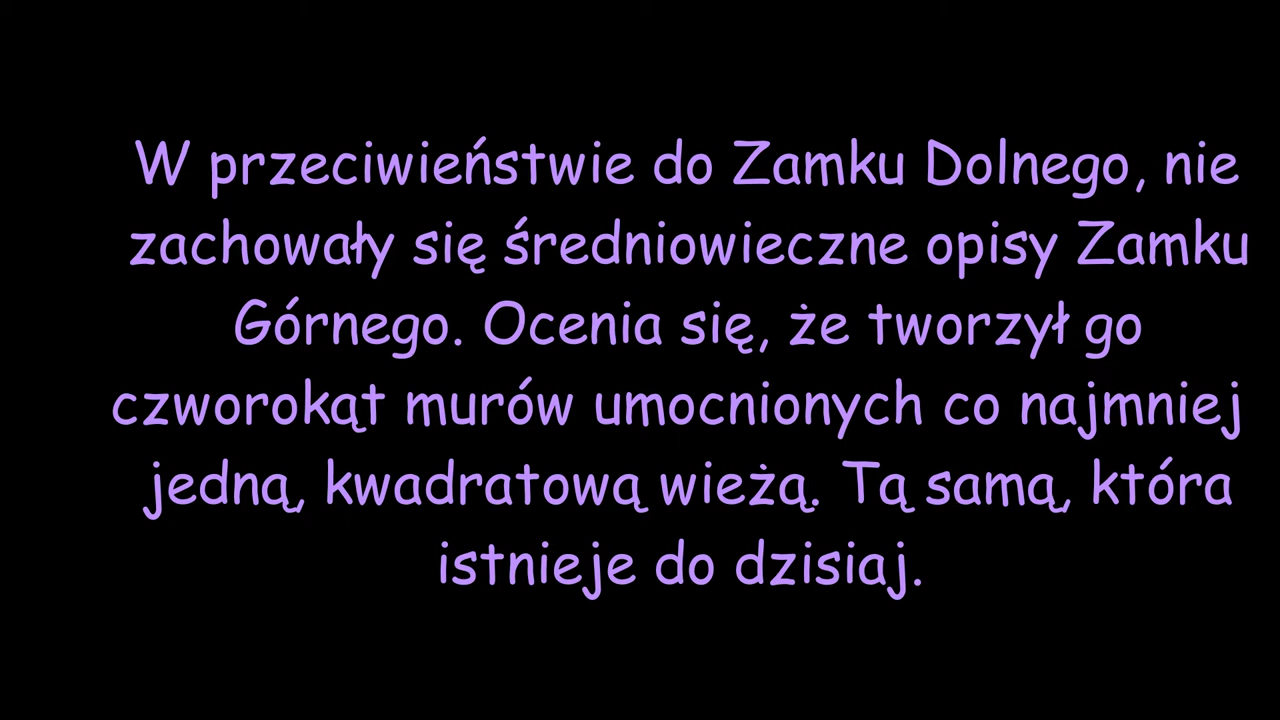 W przeciwieństwie do Zamku Dolnego, nie
zachowały się średniowieczne opisy Zamku
Górnego. Ocenia się, że tworzył go
czworokąt murów umocnionych co najmniej
jedną, kwadratową wieżą. Tą samą, która
istnieje do dzisiaj.